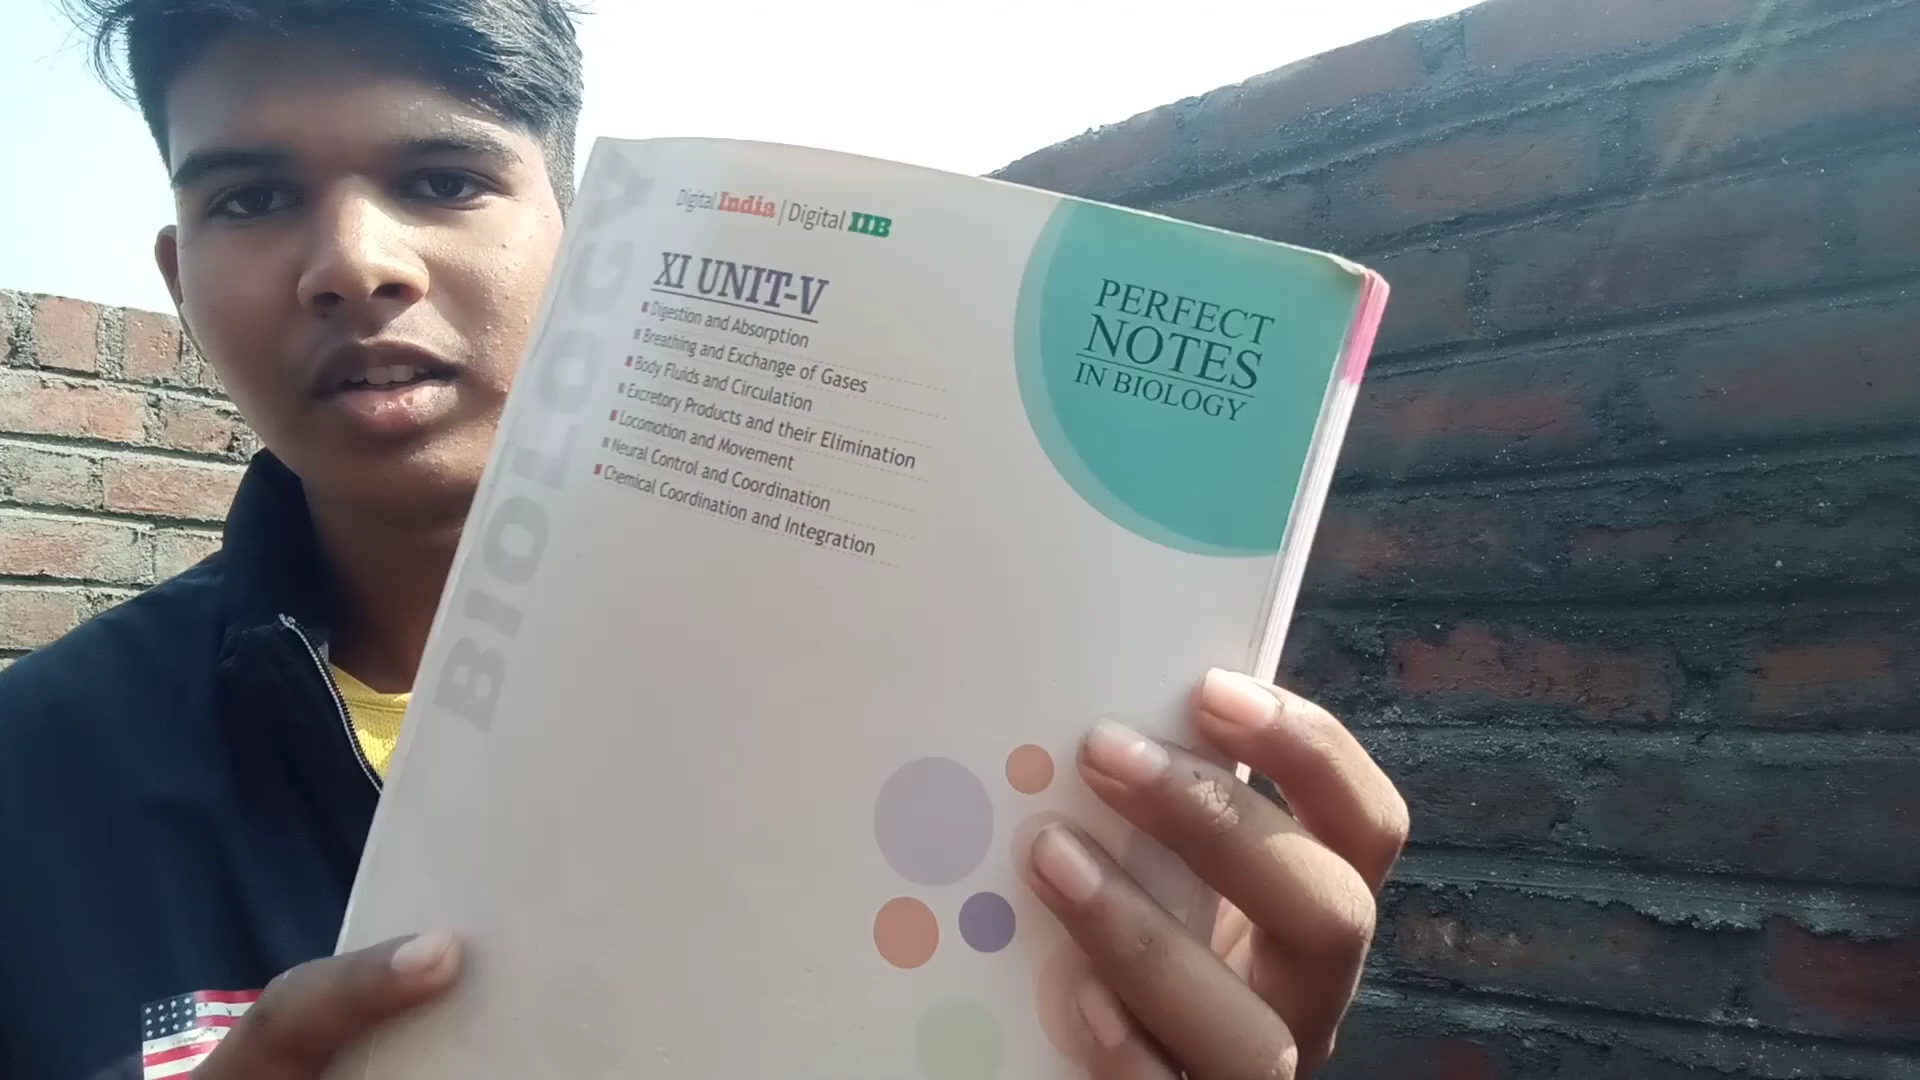 Digital India | Digital IIB
XI UNIT-V
Digestion and Absorption
Breathing and Exchange of Gases
Body Fluids and Circulation
Excretory Products and their Elimination
Locomotion and Movement
Neural Control and Coordination
Chemical Coordination and Integration
PERFECT
NOTES
IN BIOLOGY
BIOLOGY